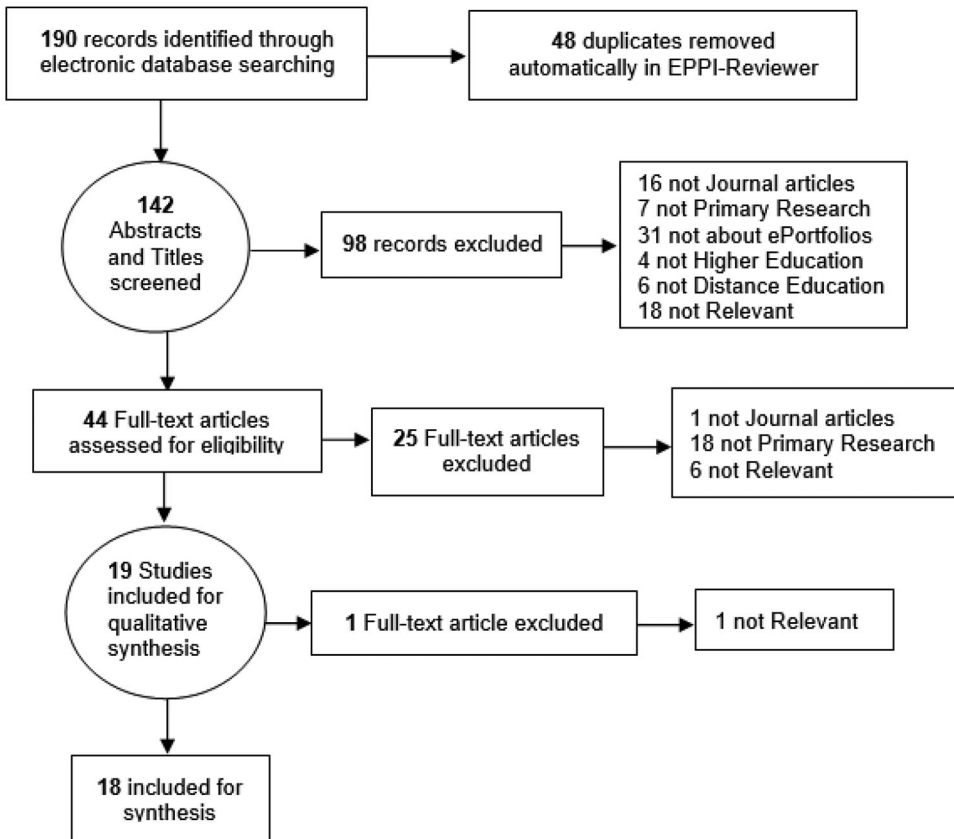 190 records identified through
electronic database searching
48 duplicates removed
automatically in EPPI-Reviewer
142
Abstracts
and Titles
screened
98 records excluded
16 not Journal articles
7 not Primary Research
31 not about ePortfolios
4 not Higher Education
6 not Distance Education
18 not Relevant
44 Full-text articles
assessed for eligibility
25 Full-text articles
excluded
1 not Journal articles
18 not Primary Research
6 not Relevant
19 Studies
included for
qualitative
synthesis
1 Full-text article excluded
1 not Relevant
18 included for
synthesis